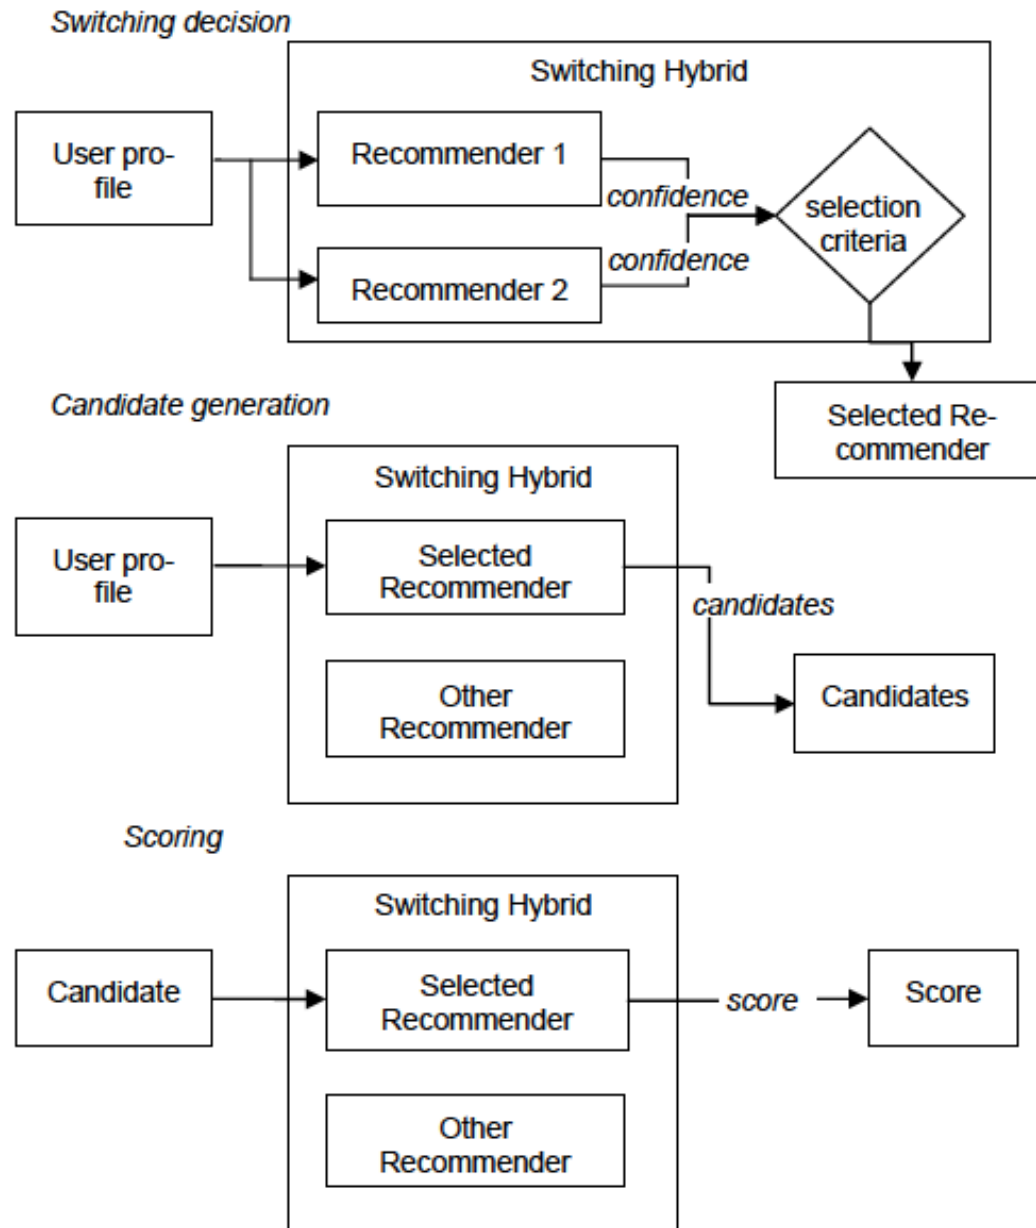 Switching decision
Switching Hybrid
User pro-
file
Recommender 1
confidence
selection
criteria
confidence
Recommender 2
Candidate generation
Selected Re-
commender
Switching Hybrid
User pro-
file
Selected
Recommender
candidates
Other
Recommender
Candidates
Scoring
Switching Hybrid
Candidate
Selected
Recommender
score
Score
Other
Recommender